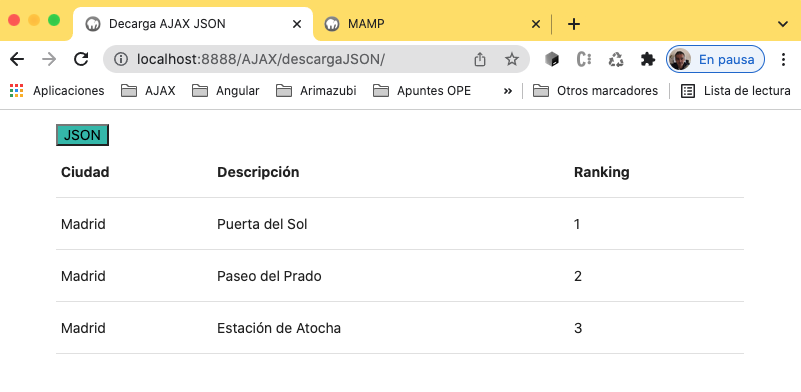 Decarga AJAX JSON
MAMP
localhost:8888/AJAX/descargaJSON/
En pausa
Aplicaciones AJAX Angular Arimazubi Apuntes OPE » Otros marcadores Lista de lectura
JSON
Ciudad Descripción Ranking
Madrid Puerta del Sol 1
Madrid Paseo del Prado 2
Madrid Estación de Atocha 3